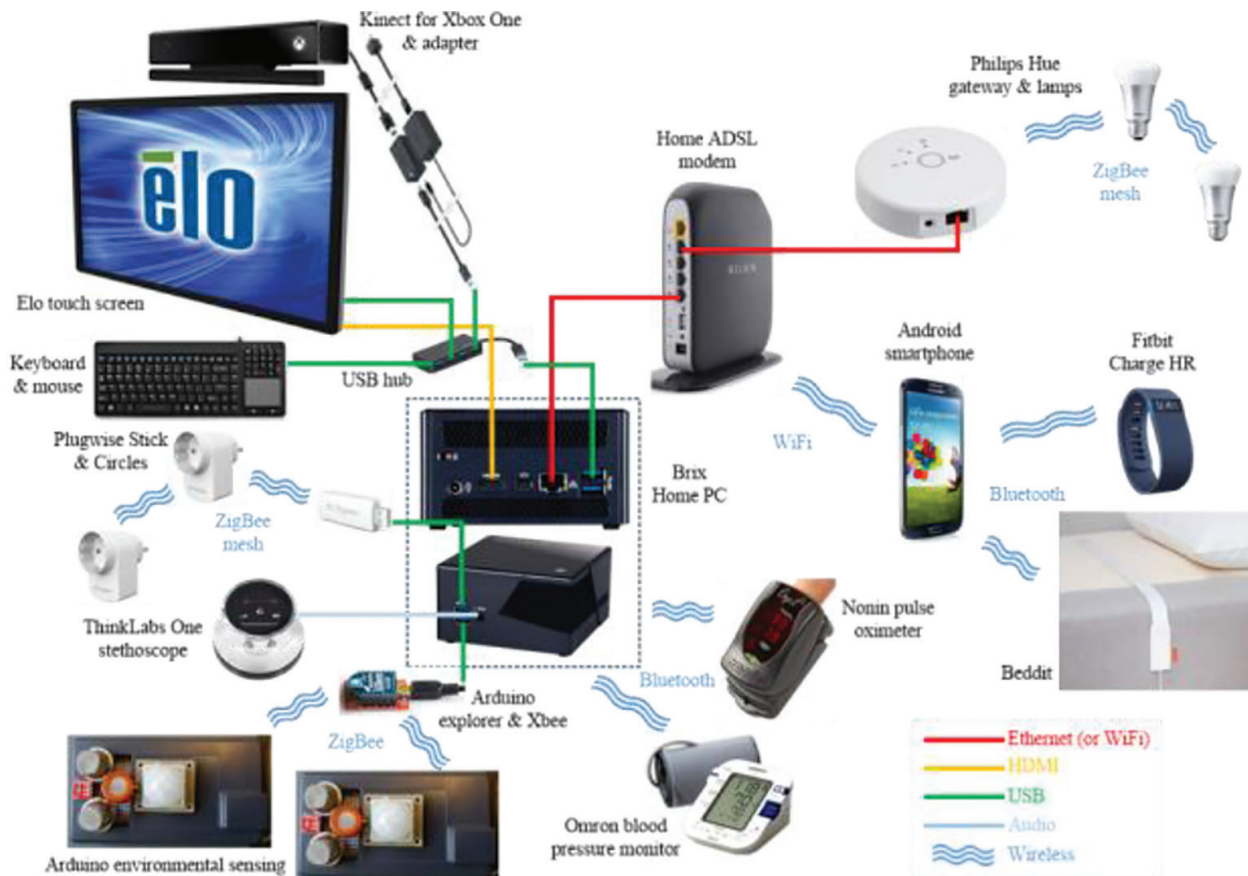 Kinect for Xbox One
& adapter
Philips Hue
gateway & lamps
Home ADSL
modem
ZigBee
mesh
elo
BELKIN
Elo touch screen
Keyboard
& mouse
USB hub
Android
smartphone
Fitbit
Charge HR
WiFi
Plugwise Stick
& Circles
Brix
Home PC
Bluetooth
ZigBee
mesh
ThinkLabs One
stethoscope
Nonin pulse
oximeter
Beddit
Bluetooth
Arduino
explorer & Xbee
ZigBee
Ethernet (or WiFi)
HDMI
USB
Audio
Wireless
Omron blood
pressure monitor
Arduino environmental sensing